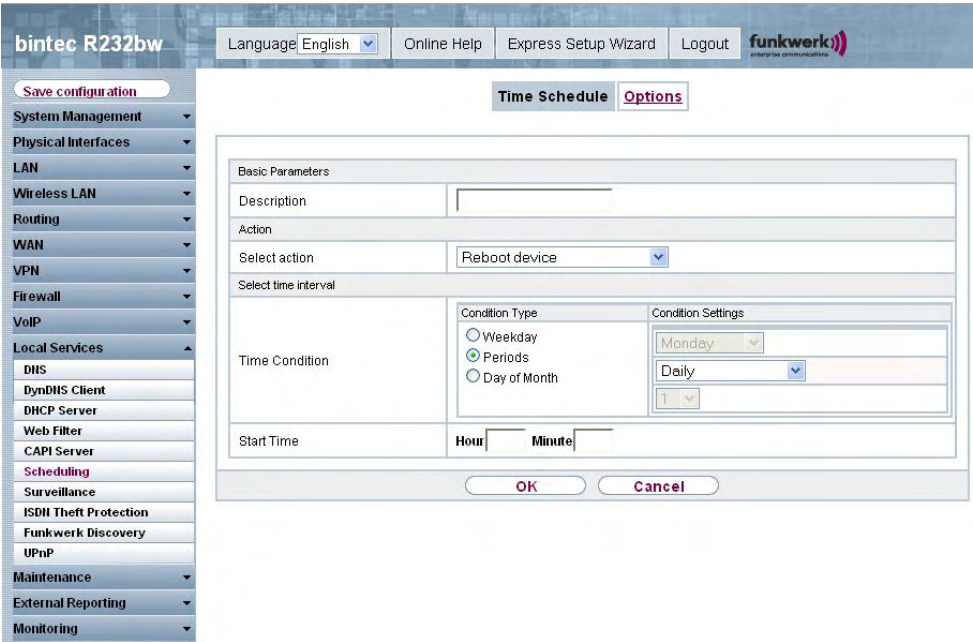 bintec R232bw
Language English
Online Help
Express Setup Wizard
Logout
funkwerk
enterprise communications
Save configuration
System Management
Physical Interfaces
LAN
Wireless LAN
Routing
WAN
VPN
Firewall
VoIP
Local Services
DNS
DynDNS Client
DHCP Server
Web Filter
CAPI Server
Scheduling
Surveillance
ISDN Theft Protection
Funkwerk Discovery
UPnP
Maintenance
External Reporting
Monitoring
Time Schedule
Options
Basic Parameters
Description
Action
Select action
Reboot device
Select time interval
Time Condition
Condition Type
Weekday
Periods
Day of Month
Condition Settings
Monday
Daily
1
Start Time
Hour
Minute
OK
Cancel